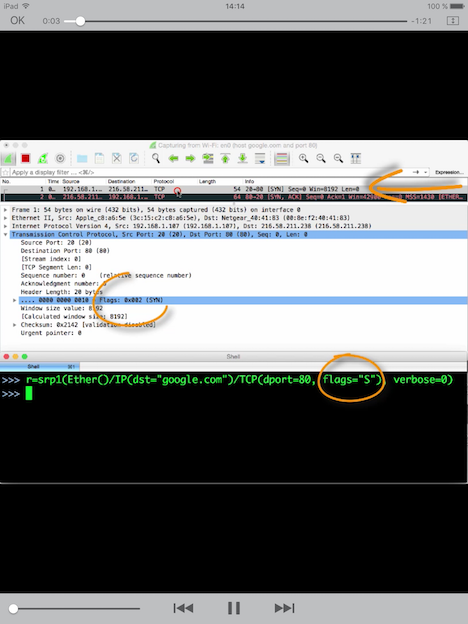 iPad 14:14 100 %
OK 0:03 -1:21
Capturing from Wi-Fi: en0 (host google.com and port 80)
Apply a display filter ... <⌘/> Expression...
No. Time Source Destination Protocol Length Info
1 0... 192.168.1... 216.58.211... TCP 54 20→80 [SYN] Seq=0 Win=8192 Len=0
2 0... 216.58.211... 192.168.1... TCP 64 80→20 [SYN, ACK] Seq=0 Ack=1 MSS=1430 [ETHER...
Frame 1: 54 bytes on wire (432 bits), 54 bytes captured (432 bits) on interface 0
Ethernet II, Src: Apple_c8:a6:5e (3c:15:c2:c8:a6:5e), Dst: Netgear_40:41:83 (08:0e:f2:40:41:83)
Internet Protocol Version 4, Src: 192.168.1.107 (192.168.1.107), Dst: 216.58.211.238 (216.58.211.238)
Transmission Control Protocol, Src Port: 20 (20), Dst Port: 80 (80), Seq: 0, Len: 0
Source Port: 20 (20)
Destination Port: 80 (80)
[Stream index: 0]
[TCP Segment Len: 0]
Sequence number: 0 (relative sequence number)
Acknowledgment number: 0
Header Length: 20 bytes
.... 0000 0000 0010 Flags: 0x002 (SYN)
Window size value: 8192
[Calculated window size: 8192]
Checksum: 0x2142 [validation disabled]
Urgent pointer: 0
Shell
Shell ⌘1
>>> r=srp1(Ether()/IP(dst="google.com")/TCP(dport=80, flags="S"), verbose=0)
>>>